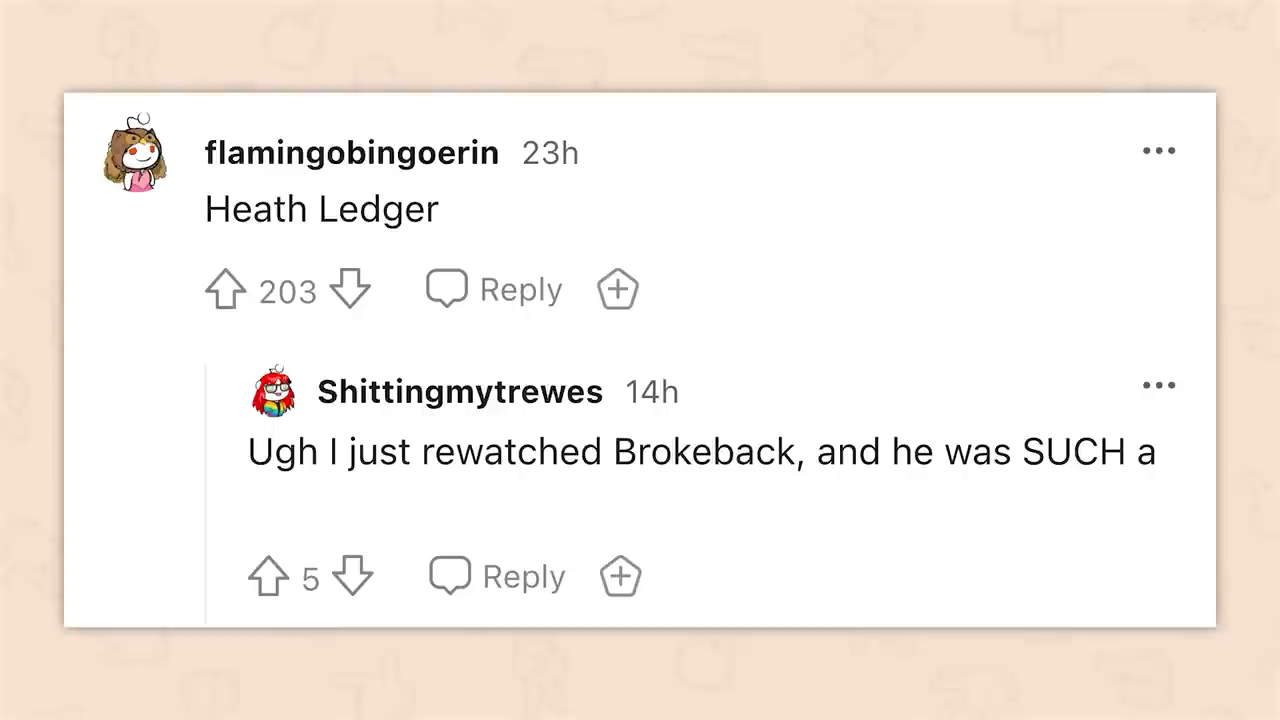 flamingobingoerin 23h
Heath Ledger
203 Reply
Shittingmytrewes 14h
Ugh I just rewatched Brokeback, and he was SUCH a
5 Reply